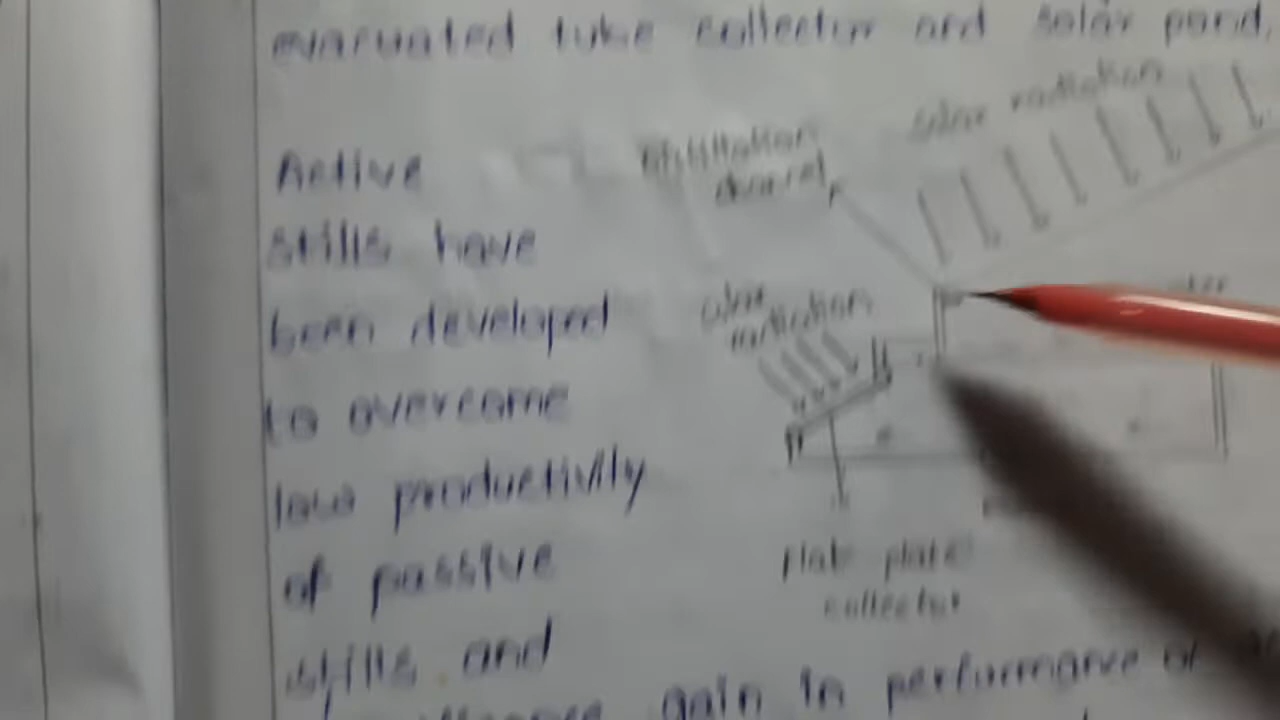 evacuated tube collector and solar pond.
solar radiation
Distillation
channel
Active
stills have
solar
radiation
been developed
to overcome
low productivity
of passive
flat plate
collector
stills and
gain in performance of